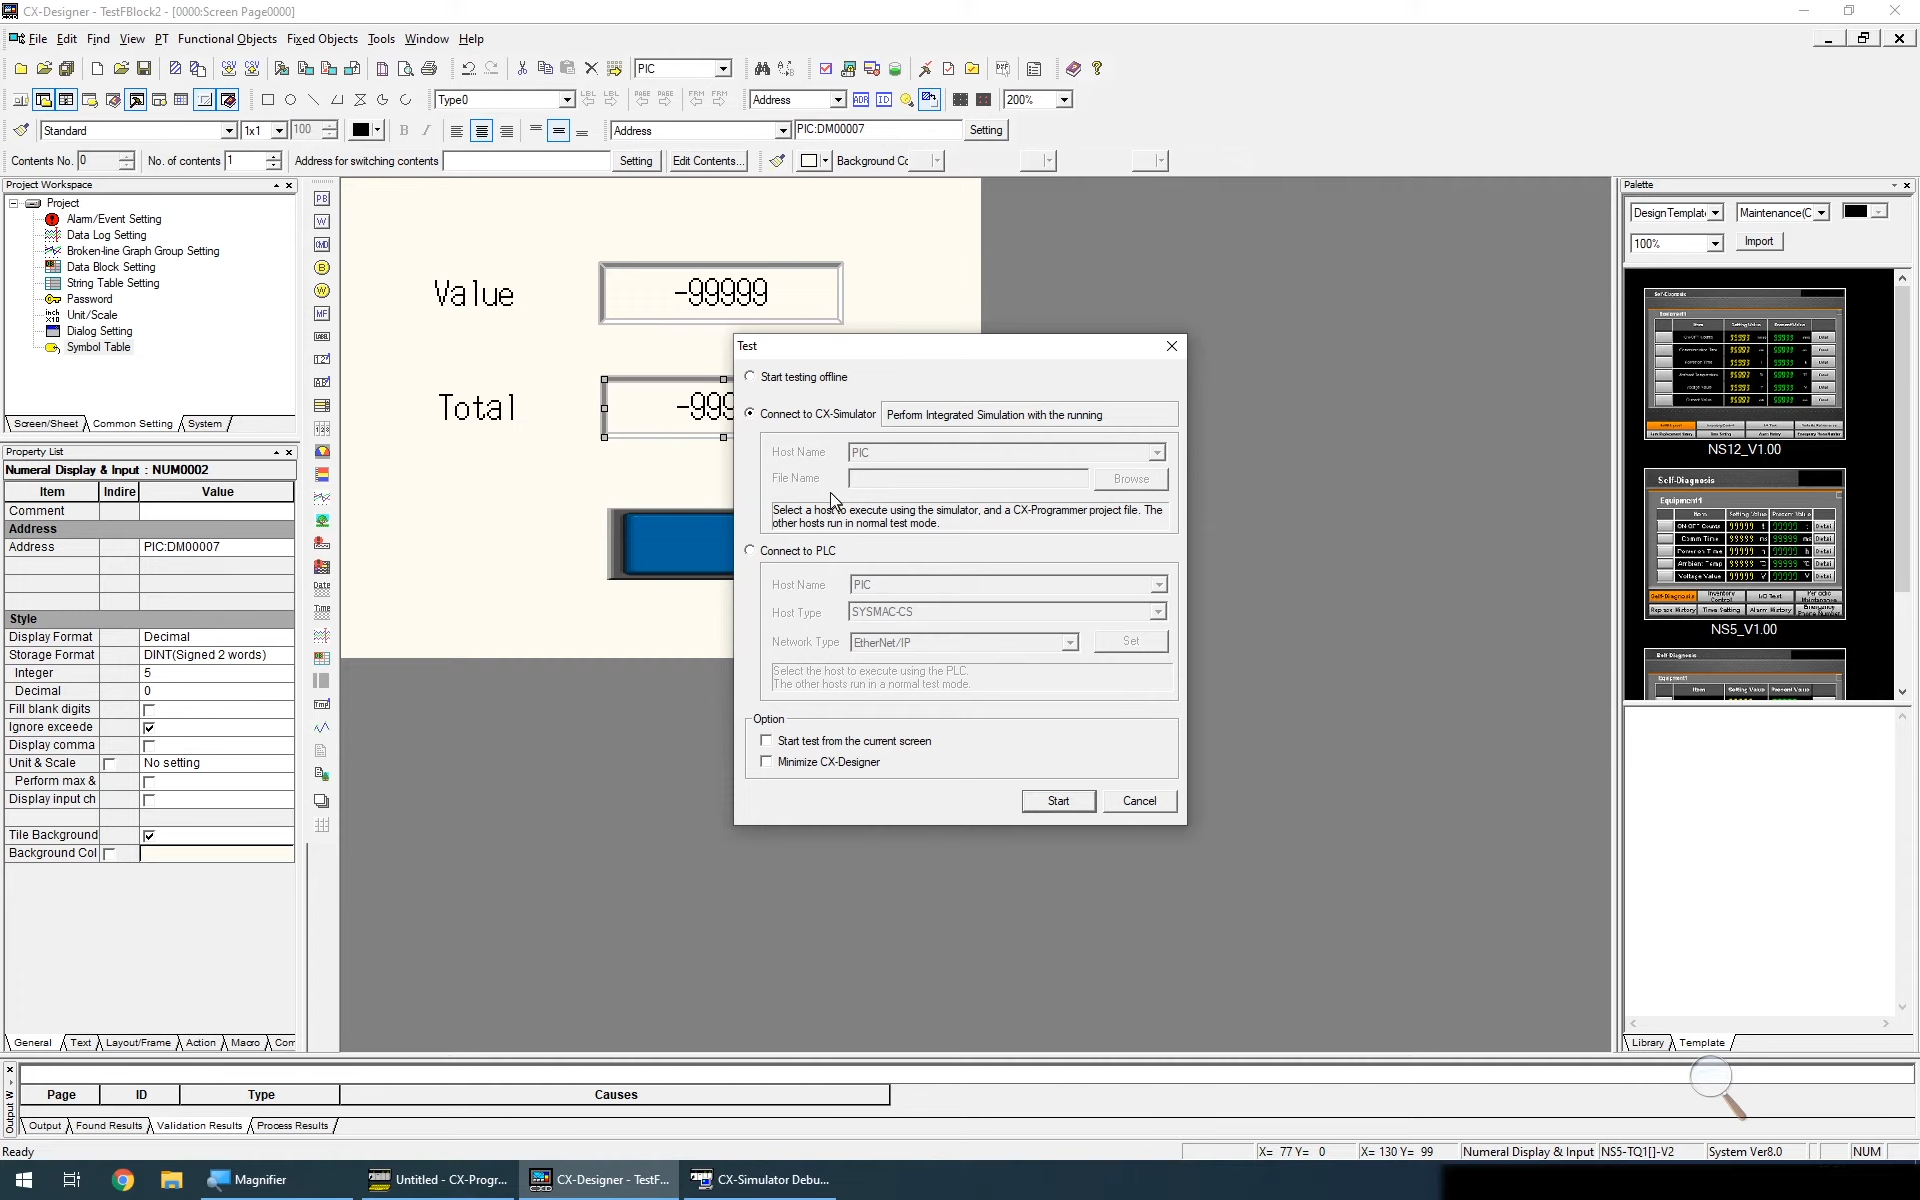 CX-Designer - TestFBlock2 - [0000:Screen Page0000]
File Edit Find View PT Functional Objects Fixed Objects Tools Window Help
PIC
Type0 Address 200%
Standard 1x1 100 B I Address PIC:DM00007 Setting
Contents No. 0 No. of contents 1 Address for switching contents Setting Edit Contents... Background Cc
Project Workspace
Project
Alarm/Event Setting
Data Log Setting
Broken-line Graph Group Setting
Data Block Setting
String Table Setting
Password
Unit/Scale
Dialog Setting
Symbol Table
Screen/Sheet Common Setting System
Property List
Numeral Display & Input : NUM0002
Item Indire Value
Comment
Address
Address PIC:DM00007
Style
Display Format Decimal
Storage Format DINT(Signed 2 words)
Integer 5
Decimal 0
Fill blank digits
Ignore exceede
Display comma
Unit & Scale No setting
Perform max &
Display input ch
Tile Background
Background Col
General Text Layout/Frame Action Macro Con
Value -99999
Total -999
Test
Start testing offline
Connect to CX-Simulator Perform Integrated Simulation with the running
Host Name PIC
File Name Browse
Select a host to execute using the simulator, and a CX-Programmer project file. The
other hosts run in normal test mode.
Connect to PLC
Host Name PIC
Host Type SYSMAC-CS
Network Type EtherNet/IP Set
Select the host to execute using the PLC.
The other hosts run in a normal test mode.
Option
Start test from the current screen
Minimize CX-Designer
Start Cancel
Palette
DesignTemplat Maintenance(C
100% Import
NS12_V1.00
Self-Diagnosis
Equipment1
NS5_V1.00
Library Template
Output W
Page ID Type Causes
Output Found Results Validation Results Process Results
Ready X= 77 Y= 0 X= 130 Y= 99 Numeral Display & Input NS5-TQ1[]-V2 System Ver8.0 NUM
Magnifier Untitled - CX-Progr... CX-Designer - TestF... CX-Simulator Debu...